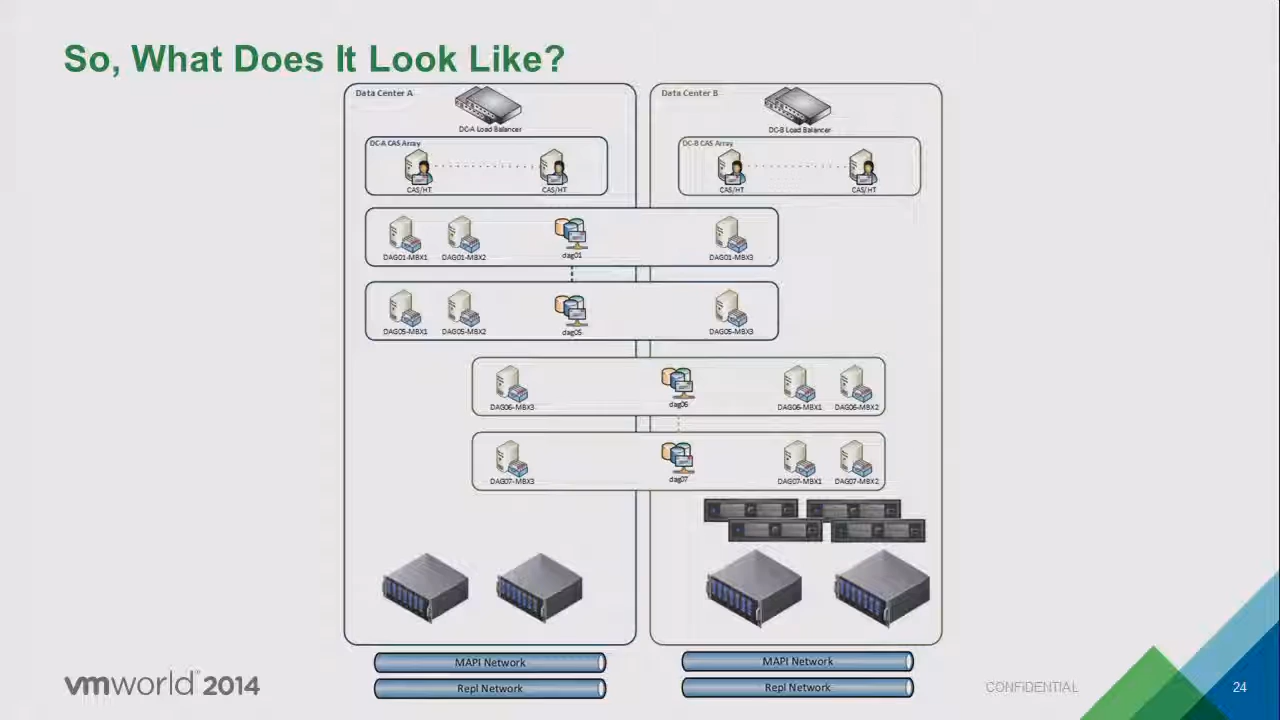 So, What Does It Look Like?
Data Center A
Data Center B
DC-A Load Balancer
DC-B Load Balancer
DC-A CAS Array
DC-B CAS Array
CAS/HT
CAS/HT
CAS/HT
CAS/HT
DAG01-MBX1
DAG01-MBX2
dag01
DAG01-MBX3
DAG05-MBX1
DAG05-MBX2
dag05
DAG05-MBX3
DAG06-MBX3
dag06
DAG06-MBX1
DAG06-MBX2
DAG07-MBX3
dag07
DAG07-MBX1
DAG07-MBX2
MAPI Network
MAPI Network
Repl Network
Repl Network
vmworld 2014
CONFIDENTIAL
24